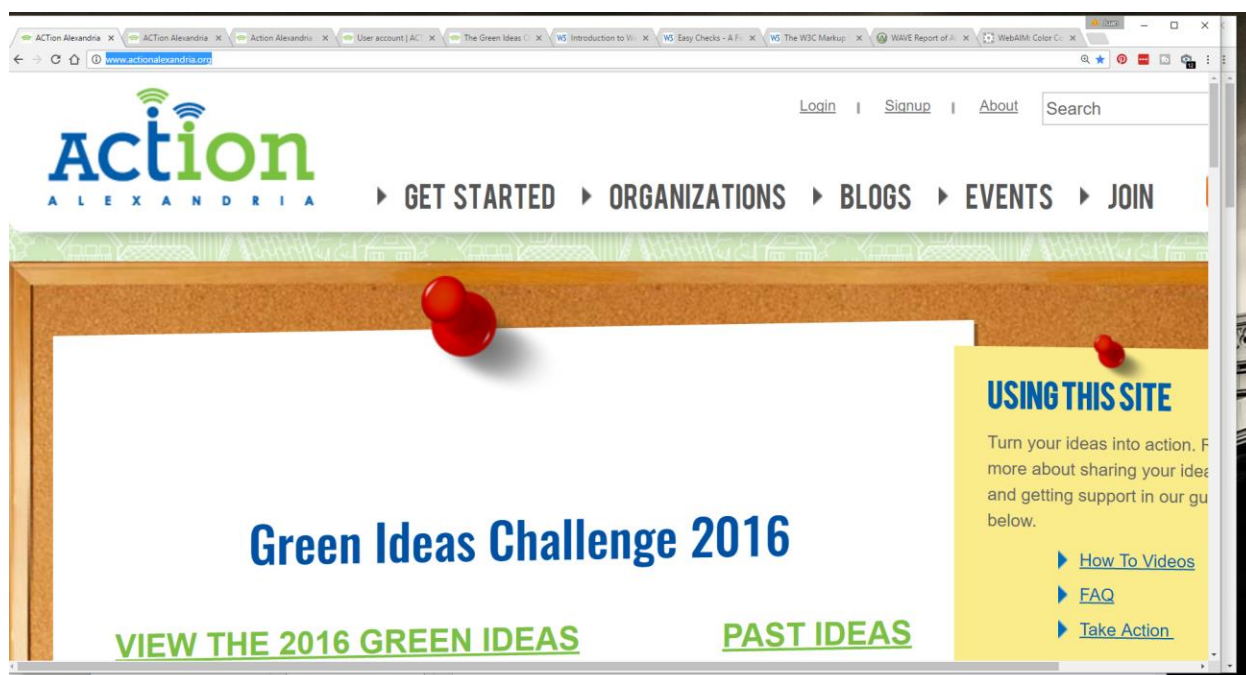 ACTion Alexandria
ACTion Alexandria
Action Alexandria
User account | ACT
The Green Ideas C
Introduction to We
Easy Checks - A Fi
The W3C Markup
WAVE Report of A
WebAIM: Color Co
www.actionalexandria.org
Login | Signup | About Search
Action
ALEXANDRIA
GET STARTED ORGANIZATIONS BLOGS EVENTS JOIN
USING THIS SITE
Turn your ideas into action.
more about sharing your
and getting support in our
below.
How To Videos
FAQ
Take Action
Green Ideas Challenge 2016
VIEW THE 2016 GREEN IDEAS PAST IDEAS